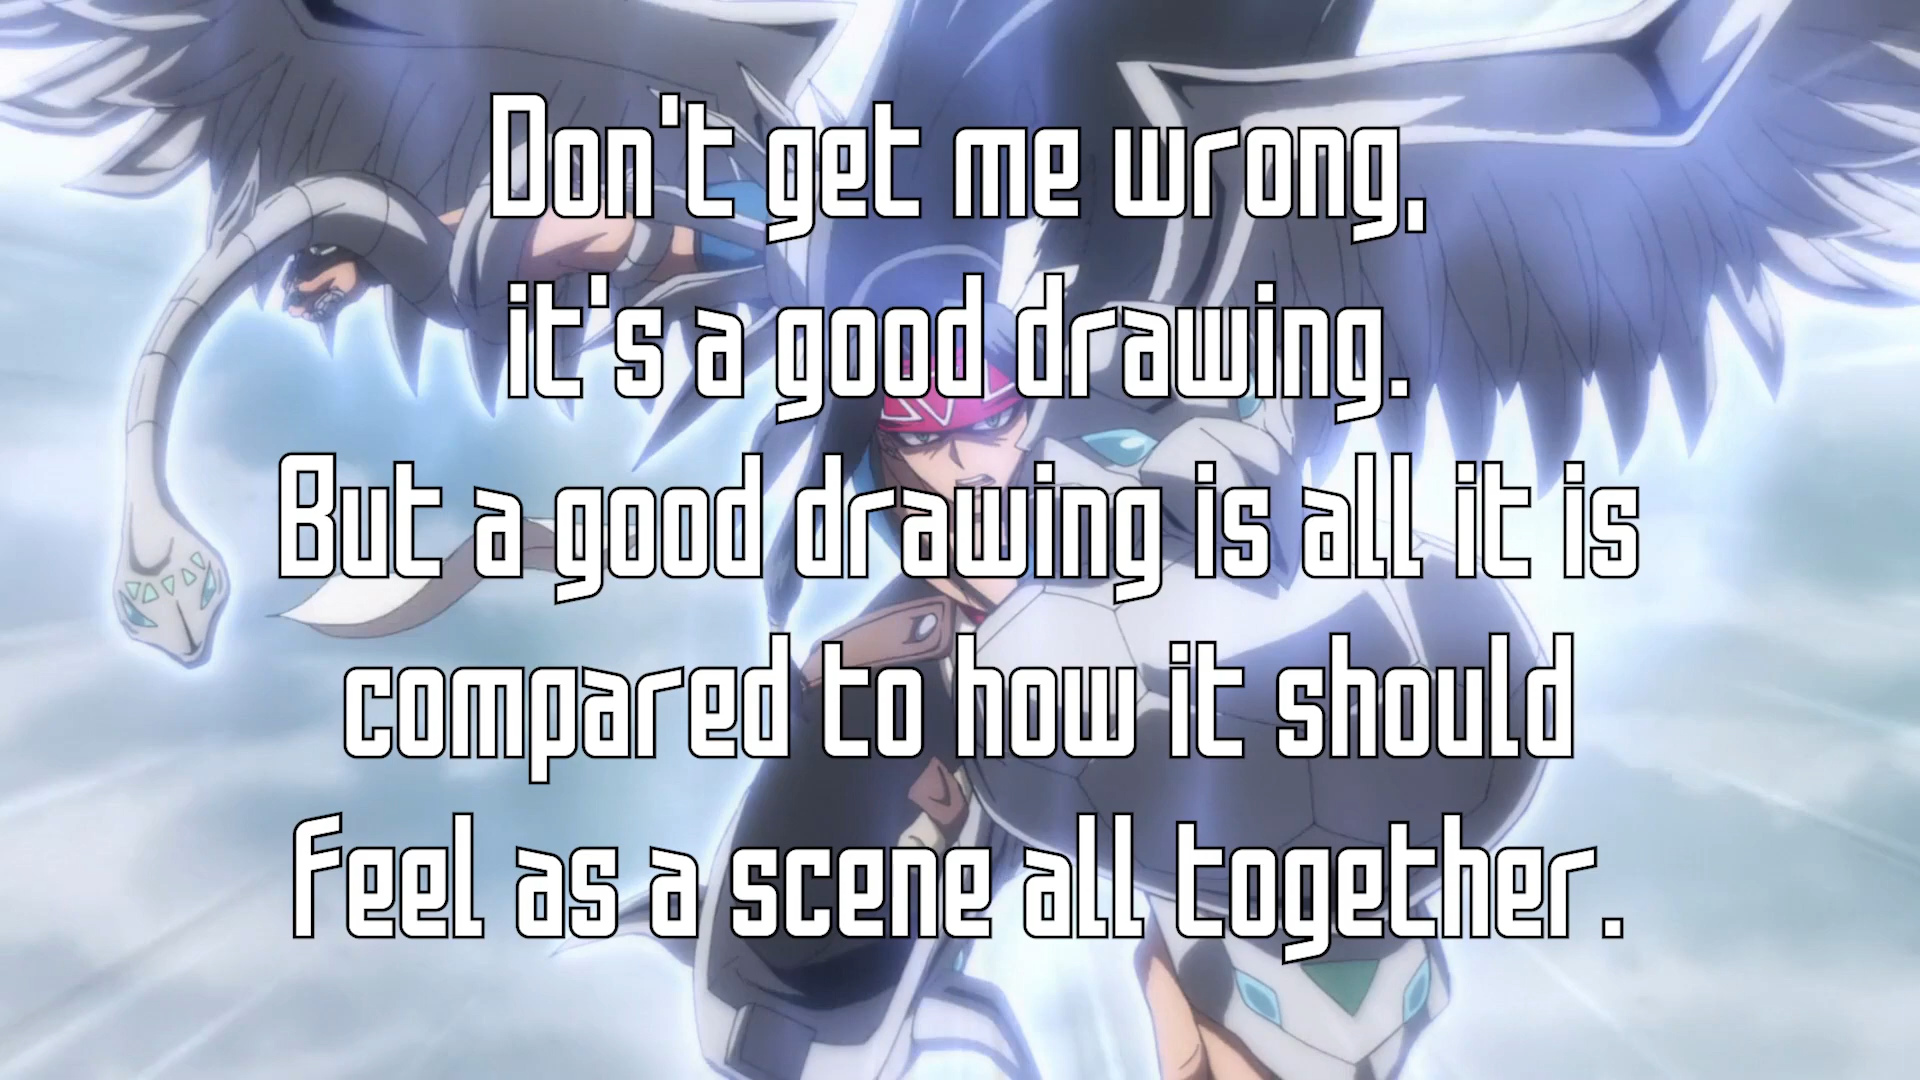 Don't get me wrong,
it's a good drawing.
But a good drawing is all it is
compared to how it should
feel as a scene all together.